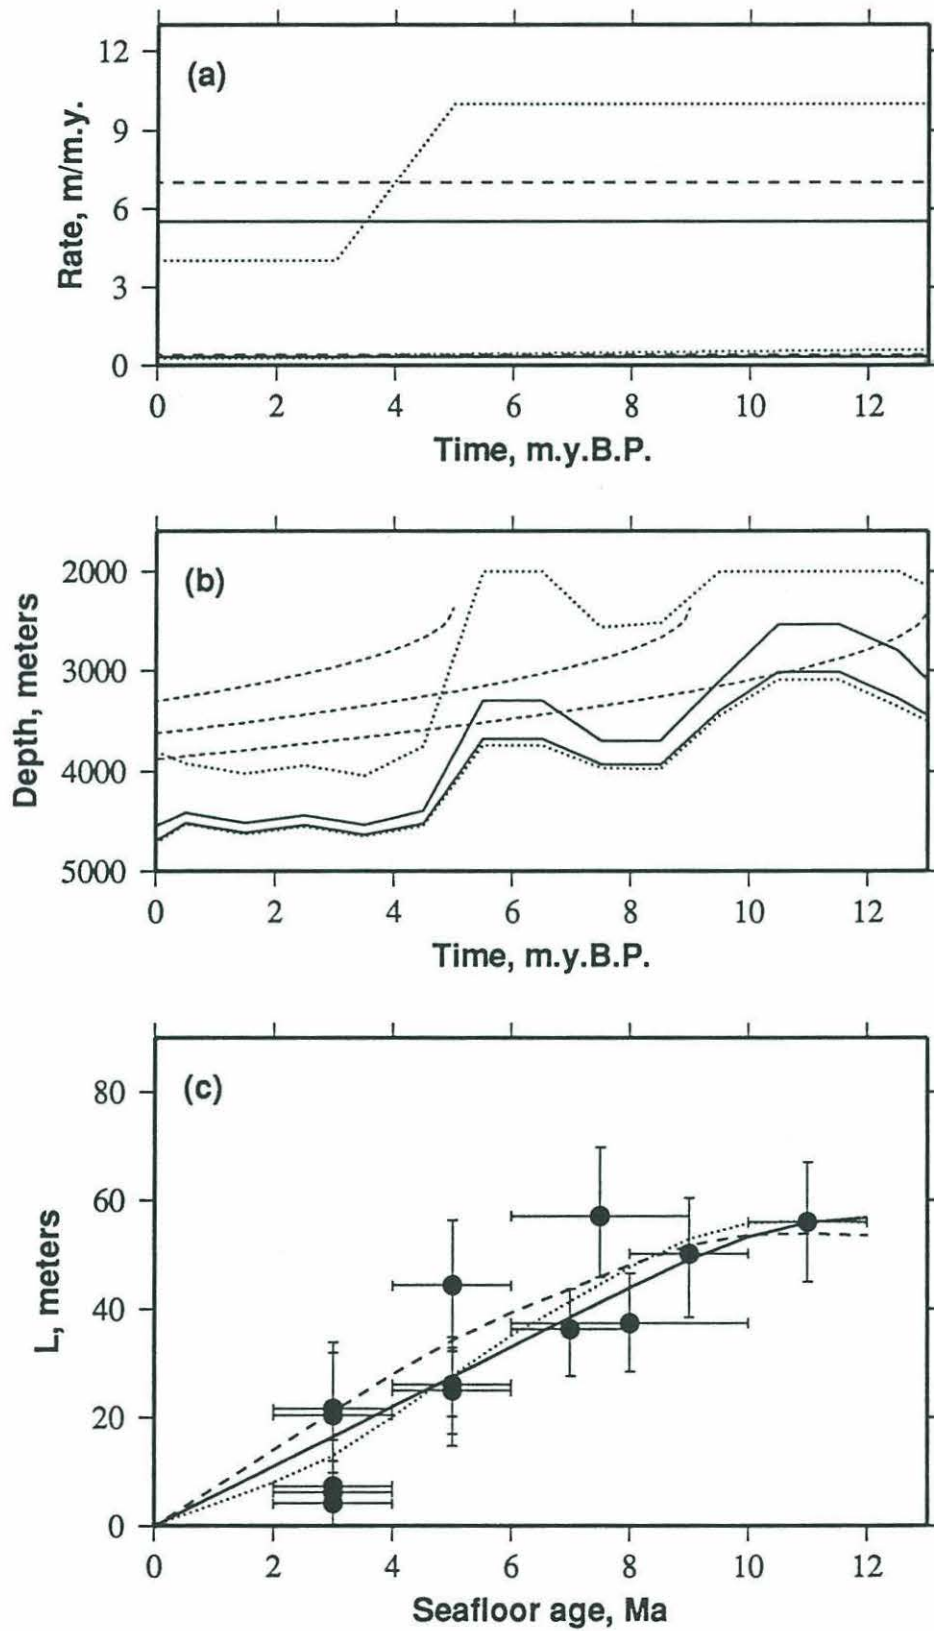 (a)
Rate, m/m.y.
12
9
6
3
0
0 2 4 6 8 10 12
Time, m.y.B.P.
(b)
Depth, meters
2000
3000
4000
5000
0 2 4 6 8 10 12
Time, m.y.B.P.
(c)
L, meters
80
60
40
20
0
0 2 4 6 8 10 12
Seafloor age, Ma